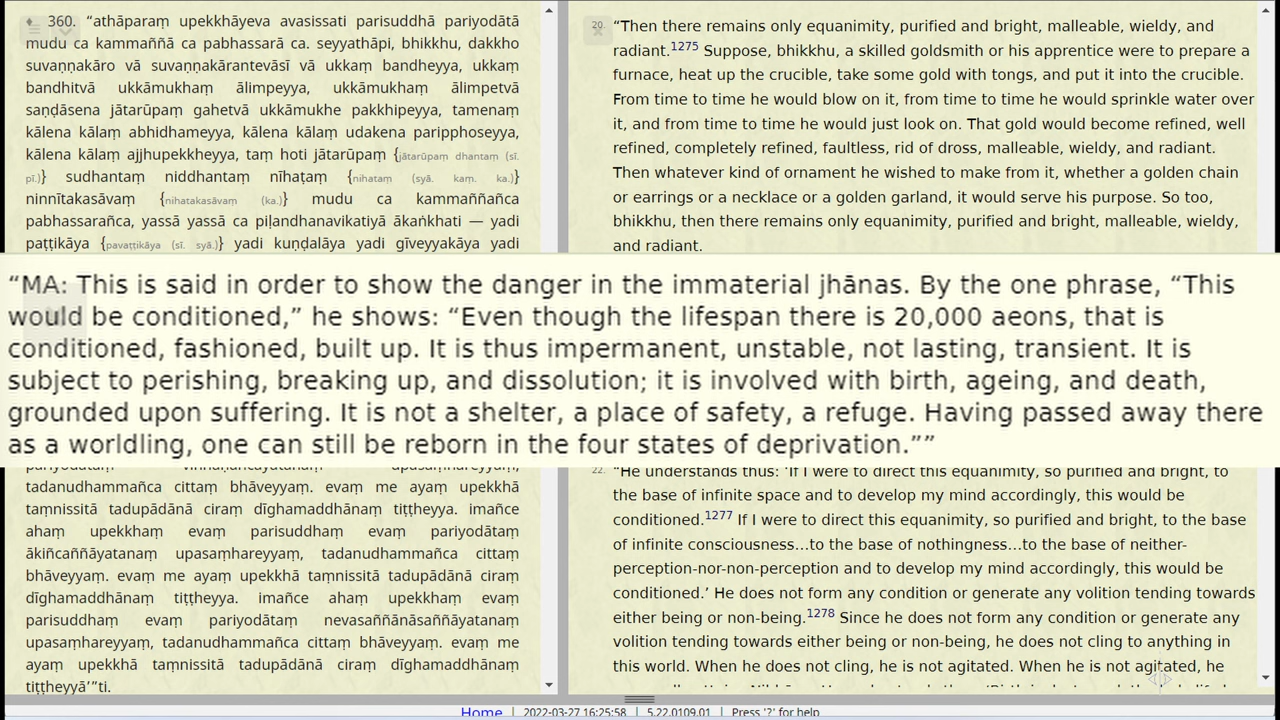 ♦ 360. “athāparaṃ upekkhāyeva avasissati parisuddhā pariyodātā
mudu ca kammaññā ca pabhassarā ca. seyyathāpi, bhikkhu, dakkho
suvaṇṇakāro vā suvaṇṇakārantevāsī vā ukkaṃ bandheyya, ukkaṃ
bandhitvā ukkāmukhaṃ ālimpeyya, ukkāmukhaṃ ālimpetvā
saṇḍāsena jātarūpaṃ gahetvā ukkāmukhe pakkhipeyya, tamenaṃ
kālena kālaṃ abhidhameyya, kālena kālaṃ udakena paripphoseyya,
kālena kālaṃ ajjhupekkheyya, taṃ hoti jātarūpaṃ {jātarūpaṃ dhantaṃ (sī.
pī.)} sudhantaṃ niddhantaṃ nīhaṭaṃ {nihataṃ (syā. kaṃ. ka.)}
ninnītakasāvaṃ {nihatakasāvaṃ (ka.)} mudu ca kammaññañca
pabhassarañca, yassā yassā ca piḷandhanavikatiyā ākaṅkhati — yadi
paṭṭikāya {pavaṭṭikāya (sī. syā.)} yadi kuṇḍalāya yadi gīveyyakāya yadi
20. “Then there remains only equanimity, purified and bright, malleable, wieldy, and
radiant.1275 Suppose, bhikkhu, a skilled goldsmith or his apprentice were to prepare a
furnace, heat up the crucible, take some gold with tongs, and put it into the crucible.
From time to time he would blow on it, from time to time he would sprinkle water over
it, and from time to time he would just look on. That gold would become refined, well
refined, completely refined, faultless, rid of dross, malleable, wieldy, and radiant.
Then whatever kind of ornament he wished to make from it, whether a golden chain
or earrings or a necklace or a golden garland, it would serve his purpose. So too,
bhikkhu, then there remains only equanimity, purified and bright, malleable, wieldy,
and radiant.
“MA: This is said in order to show the danger in the immaterial jhānas. By the one phrase, “This
would be conditioned,” he shows: “Even though the lifespan there is 20,000 aeons, that is
conditioned, fashioned, built up. It is thus impermanent, unstable, not lasting, transient. It is
subject to perishing, breaking up, and dissolution; it is involved with birth, ageing, and death,
grounded upon suffering. It is not a shelter, a place of safety, a refuge. Having passed away there
as a worldling, one can still be reborn in the four states of deprivation.””
pariyodātaṃ viññāṇañcāyatanaṃ upasaṃhareyyaṃ,
tadanudhammañca cittaṃ bhāveyyaṃ. evaṃ me ayaṃ upekkhā
taṃnissitā tadupādānā ciraṃ dīghamaddhānaṃ tiṭṭheyya. imañce
ahaṃ upekkhaṃ evaṃ parisuddhaṃ evaṃ pariyodātaṃ
ākiñcaññāyatanaṃ upasaṃhareyyaṃ, tadanudhammañca cittaṃ
bhāveyyaṃ. evaṃ me ayaṃ upekkhā taṃnissitā tadupādānā ciraṃ
dīghamaddhānaṃ tiṭṭheyya. imañce ahaṃ upekkhaṃ evaṃ
parisuddhaṃ evaṃ pariyodātaṃ nevasaññānāsaññāyatanaṃ
upasaṃhareyyaṃ, tadanudhammañca cittaṃ bhāveyyaṃ. evaṃ me
ayaṃ upekkhā taṃnissitā tadupādānā ciraṃ dīghamaddhānaṃ
tiṭṭheyyā’”ti.
22. “He understands thus: ‘If I were to direct this equanimity, so purified and bright, to
the base of infinite space and to develop my mind accordingly, this would be
conditioned.1277 If I were to direct this equanimity, so purified and bright, to the base
of infinite consciousness…to the base of nothingness…to the base of neither-
perception-nor-non-perception and to develop my mind accordingly, this would be
conditioned.’ He does not form any condition or generate any volition tending towards
either being or non-being.1278 Since he does not form any condition or generate any
volition tending towards either being or non-being, he does not cling to anything in
this world. When he does not cling, he is not agitated. When he is not agitated, he
Home | 2022-03-27 16:25:58 | 5.22.0109.01 | Press '?' for help